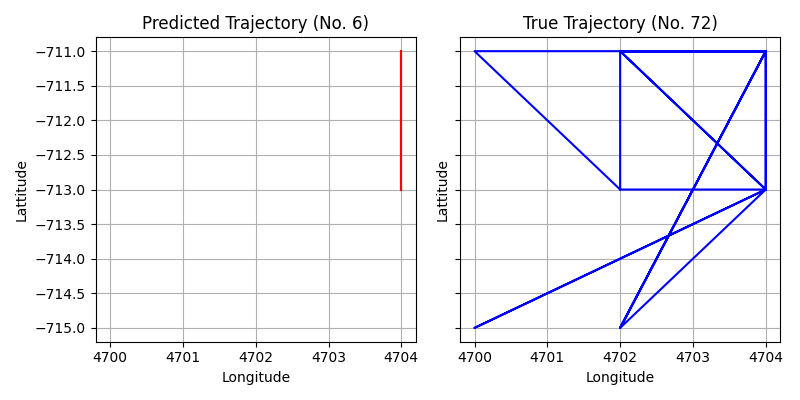 Predicted Trajectory (No. 6)
True Trajectory (No. 72)
−711.0
−711.5
−712.0
−712.5
−713.0
−713.5
−714.0
−714.5
−715.0
Lattitude
Lattitude
4700 4701 4702 4703 4704
4700 4701 4702 4703 4704
Longitude
Longitude